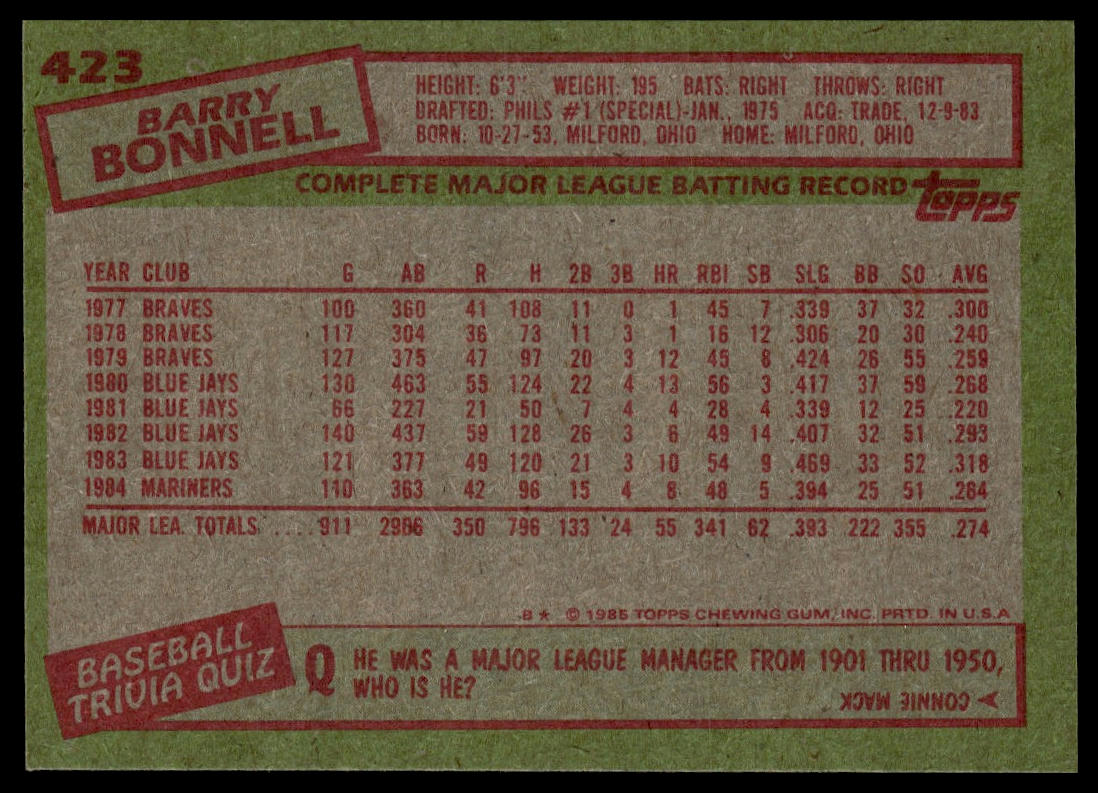 423
BARRY
BONNELL
HEIGHT: 6'3" WEIGHT: 195 BATS: RIGHT THROWS: RIGHT
DRAFTED: PHILS #1 (SPECIAL)-JAN., 1975 ACQ: TRADE, 12-9-83
BORN: 10-27-53, MILFORD, OHIO HOME: MILFORD, OHIO
COMPLETE MAJOR LEAGUE BATTING RECORD topps
YEAR CLUB G AB R H 2B 3B HR RBI SB SLG BB SO AVG
1977 BRAVES 100 360 41 108 11 0 1 45 7 .339 37 32 .300
1978 BRAVES 117 304 36 73 11 3 1 16 12 .306 20 30 .240
1979 BRAVES 127 375 47 97 20 3 12 45 8 .424 26 55 .259
1980 BLUE JAYS 130 463 55 124 22 4 13 56 3 .417 37 59 .268
1981 BLUE JAYS 66 227 21 50 7 4 4 28 4 .339 12 25 .220
1982 BLUE JAYS 140 437 59 128 26 3 6 49 14 .407 32 51 .293
1983 BLUE JAYS 121 377 49 120 21 3 10 54 9 .469 33 52 .318
1984 MARINERS 110 363 42 96 15 4 8 48 5 .394 25 51 .264
MAJOR LEA. TOTALS .... 911 2906 350 796 133 24 55 341 62 .393 222 355 .274
B ★ © 1985 TOPPS CHEWING GUM, INC. PRTD. IN U.S.A
BASEBALL
TRIVIA QUIZ
Q HE WAS A MAJOR LEAGUE MANAGER FROM 1901 THRU 1950,
WHO IS HE?
CONNIE MACK